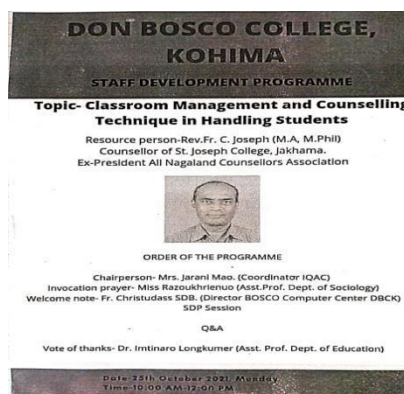 DON BOSCO COLLEGE,
KOHIMA
STAFF DEVELOPMENT PROGRAMME
Topic- Classroom Management and Counselling
Technique in Handling Students
Resource person-Rev.Fr. C. Joseph (M.A, M.Phil)
Counsellor of St. Joseph College, Jakhama.
Ex-President All Nagaland Counsellors Association
ORDER OF THE PROGRAMME
Chairperson- Mrs. Jarani Mao. (Coordinator IQAC)
Invocation prayer- Miss Razoukhrienuo (Asst.Prof. Dept. of Sociology)
Welcome note- Fr. Christudass SDB. (Director BOSCO Computer Center DBCK)
SDP Session
Q&A
Vote of thanks- Dr. Imtinaro Longkumer (Asst. Prof. Dept. of Education)
Date-25th October 2021, Monday
Time-10:00 AM-12:00 PM